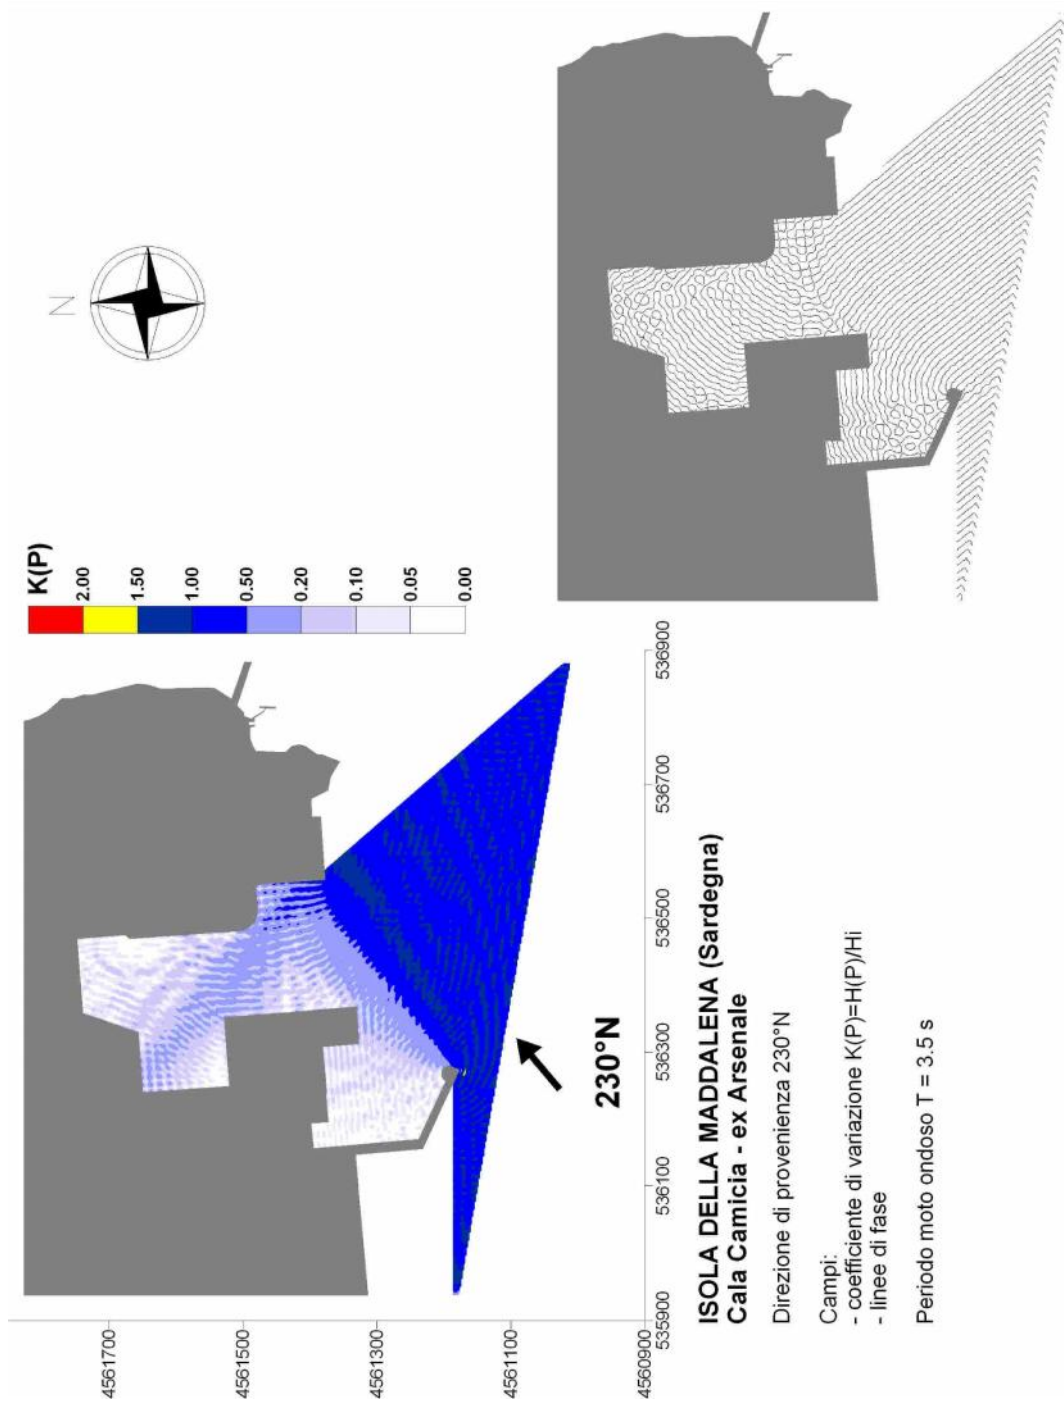 N
K(P)
2.00
1.50
1.00
0.50
0.20
0.10
0.05
0.00
4561700
4561500
4561300
4561100
4560900
535900
536100
536300
536500
536700
536900
230°N
ISOLA DELLA MADDALENA (Sardegna)
Cala Camicia - ex Arsenale
Direzione di provenienza 230°N
Campi:
- coefficiente di variazione K(P)=H(P)/Hi
- linee di fase
Periodo moto ondoso T = 3.5 s